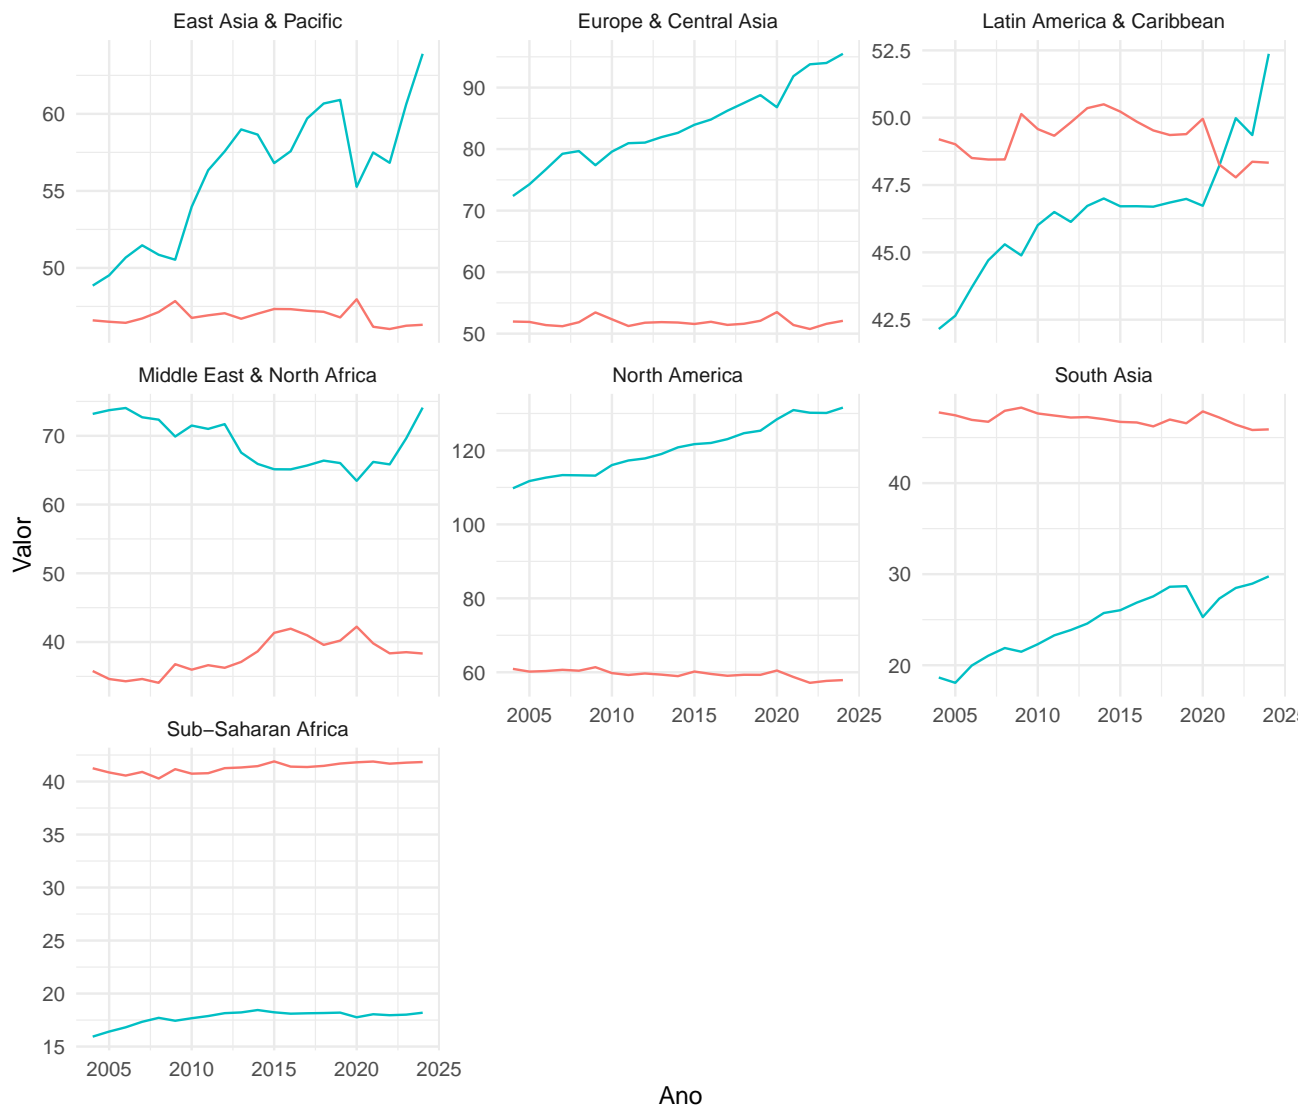 East Asia & Pacific
Europe & Central Asia
Latin America & Caribbean
60
55
50
90
80
70
60
50
52.5
50.0
47.5
45.0
42.5
Middle East & North Africa
North America
South Asia
Valor
70
60
50
40
120
100
80
60
40
30
20
2005 2010 2015 2020 2025
2005 2010 2015 2020
Sub−Saharan Africa
40
35
30
25
20
15
2005 2010 2015 2020 2025
Ano